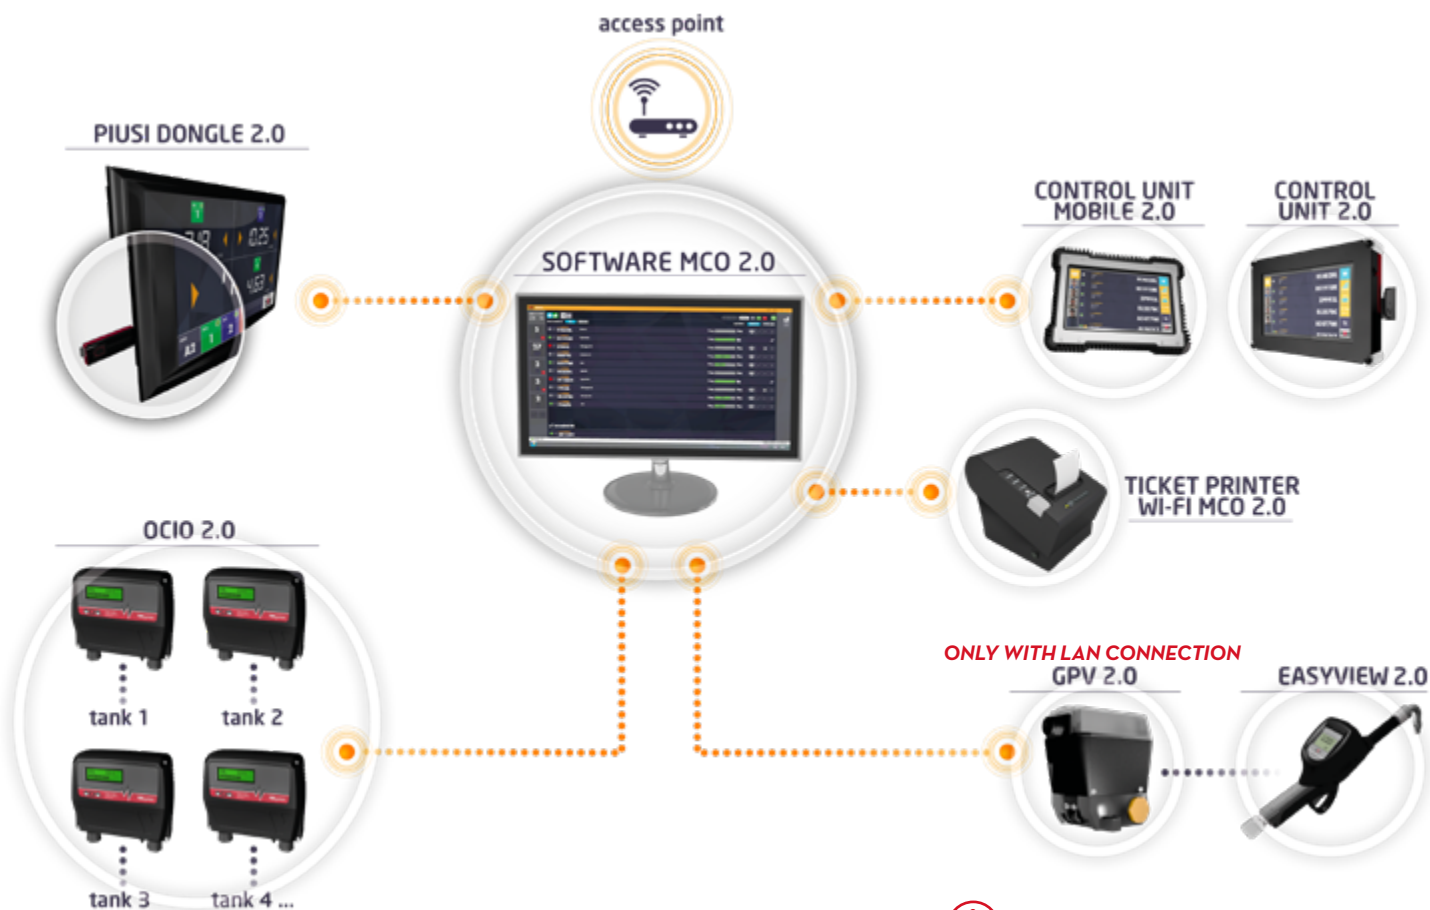 access point
PIUSI DONGLE 2.0
CONTROL UNIT
MOBILE 2.0
CONTROL
UNIT 2.0
SOFTWARE MCO 2.0
TICKET PRINTER
WI-FI MCO 2.0
OCIO 2.0
tank 1
tank 2
tank 3
tank 4 ...
ONLY WITH LAN CONNECTION
GPV 2.0
EASYVIEW 2.0